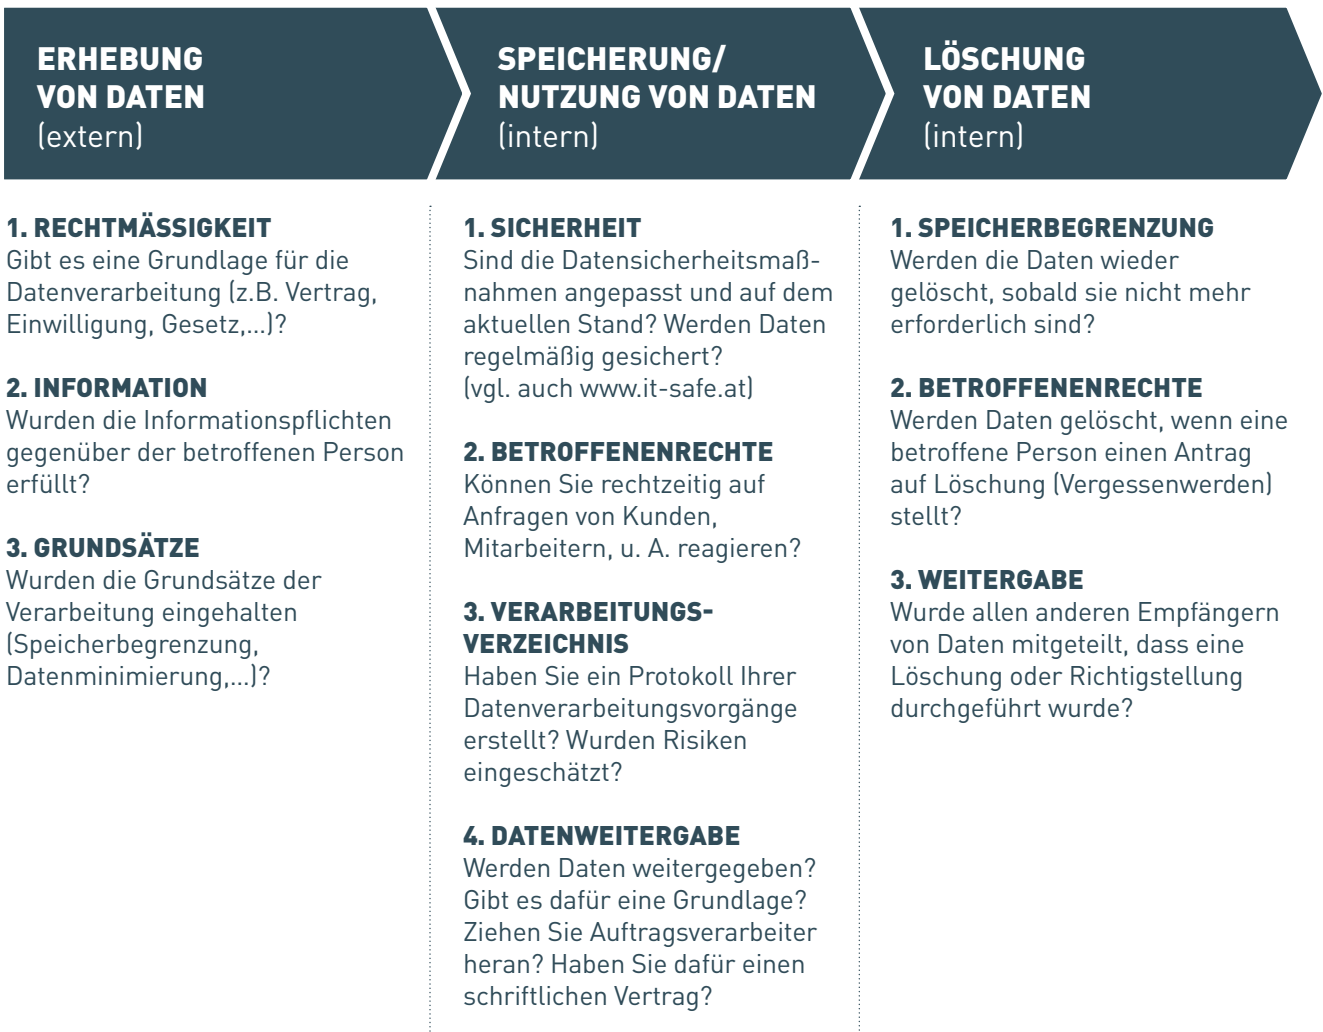 ERHEBUNG
VON DATEN
(extern)
SPEICHERUNG/
NUTZUNG VON DATEN
(intern)
LÖSCHUNG
VON DATEN
(intern)
1. RECHTMÄSSIGKEIT
Gibt es eine Grundlage für die
Datenverarbeitung (z.B. Vertrag,
Einwilligung, Gesetz,...)?
2. INFORMATION
Wurden die Informationspflichten
gegenüber der betroffenen Person
erfüllt?
3. GRUNDSÄTZE
Wurden die Grundsätze der
Verarbeitung eingehalten
(Speicherbegrenzung,
Datenminimierung,...)?
1. SICHERHEIT
Sind die Datensicherheitsmaß-
nahmen angepasst und auf dem
aktuellen Stand? Werden Daten
regelmäßig gesichert?
(vgl. auch www.it-safe.at)
2. BETROFFENENRECHTE
Können Sie rechtzeitig auf
Anfragen von Kunden,
Mitarbeitern, u. A. reagieren?
3. VERARBEITUNGS-
VERZEICHNIS
Haben Sie ein Protokoll Ihrer
Datenverarbeitungsvorgänge
erstellt? Wurden Risiken
eingeschätzt?
4. DATENWEITERGABE
Werden Daten weitergegeben?
Gibt es dafür eine Grundlage?
Ziehen Sie Auftragsverarbeiter
heran? Haben Sie dafür einen
schriftlichen Vertrag?
1. SPEICHERBEGRENZUNG
Werden die Daten wieder
gelöscht, sobald sie nicht mehr
erforderlich sind?
2. BETROFFENENRECHTE
Werden Daten gelöscht, wenn eine
betroffene Person einen Antrag
auf Löschung (Vergessenwerden)
stellt?
3. WEITERGABE
Wurde allen anderen Empfängern
von Daten mitgeteilt, dass eine
Löschung oder Richtigstellung
durchgeführt wurde?